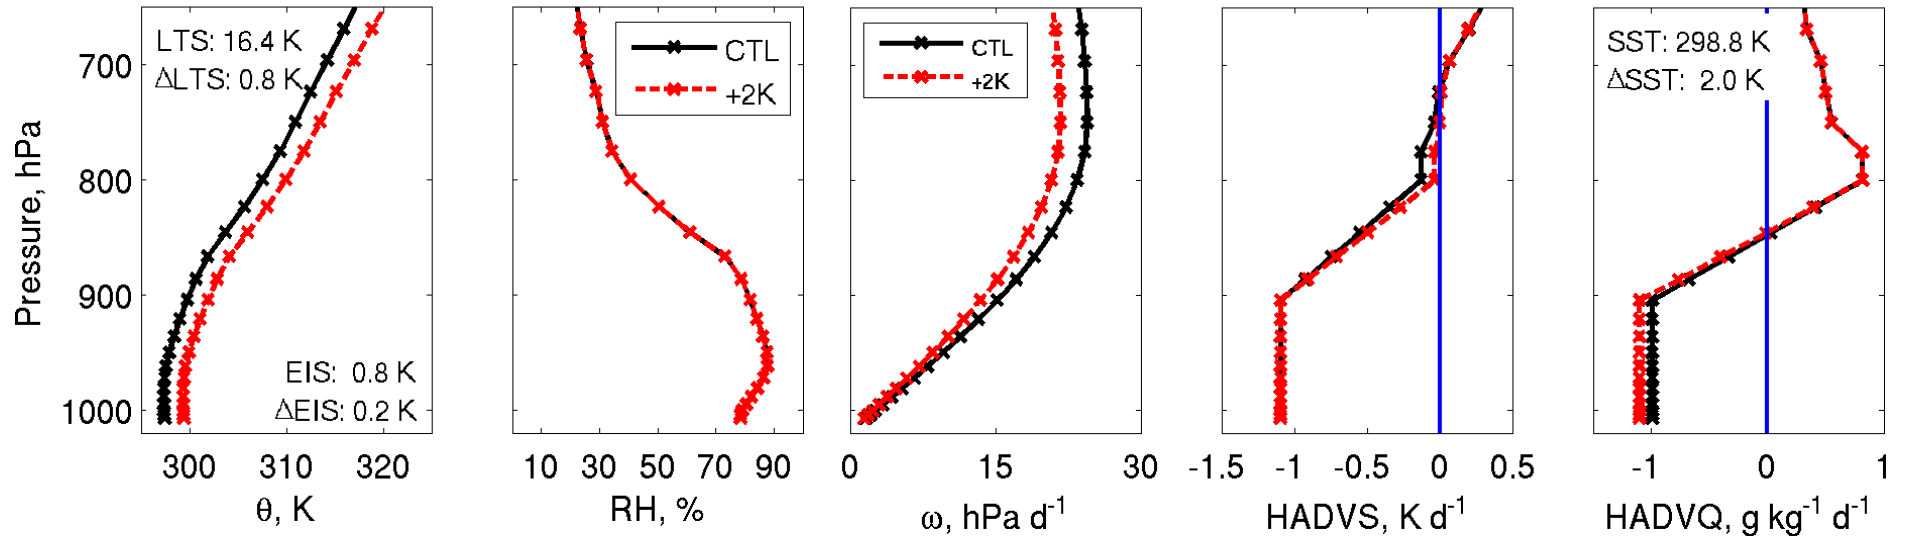 Pressure, hPa
700
800
900
1000
LTS: 16.4 K
ΔLTS: 0.8 K
EIS: 0.8 K
ΔEIS: 0.2 K
300 310 320
θ, K
CTL
+2K
10 30 50 70 90
RH, %
CTL
+2K
0 15 30
ω, hPa d⁻¹
-1.5 -1 -0.5 0 0.5
HADVS, K d⁻¹
SST: 298.8 K
ΔSST: 2.0 K
-1 0 1
HADVQ, g kg⁻¹ d⁻¹